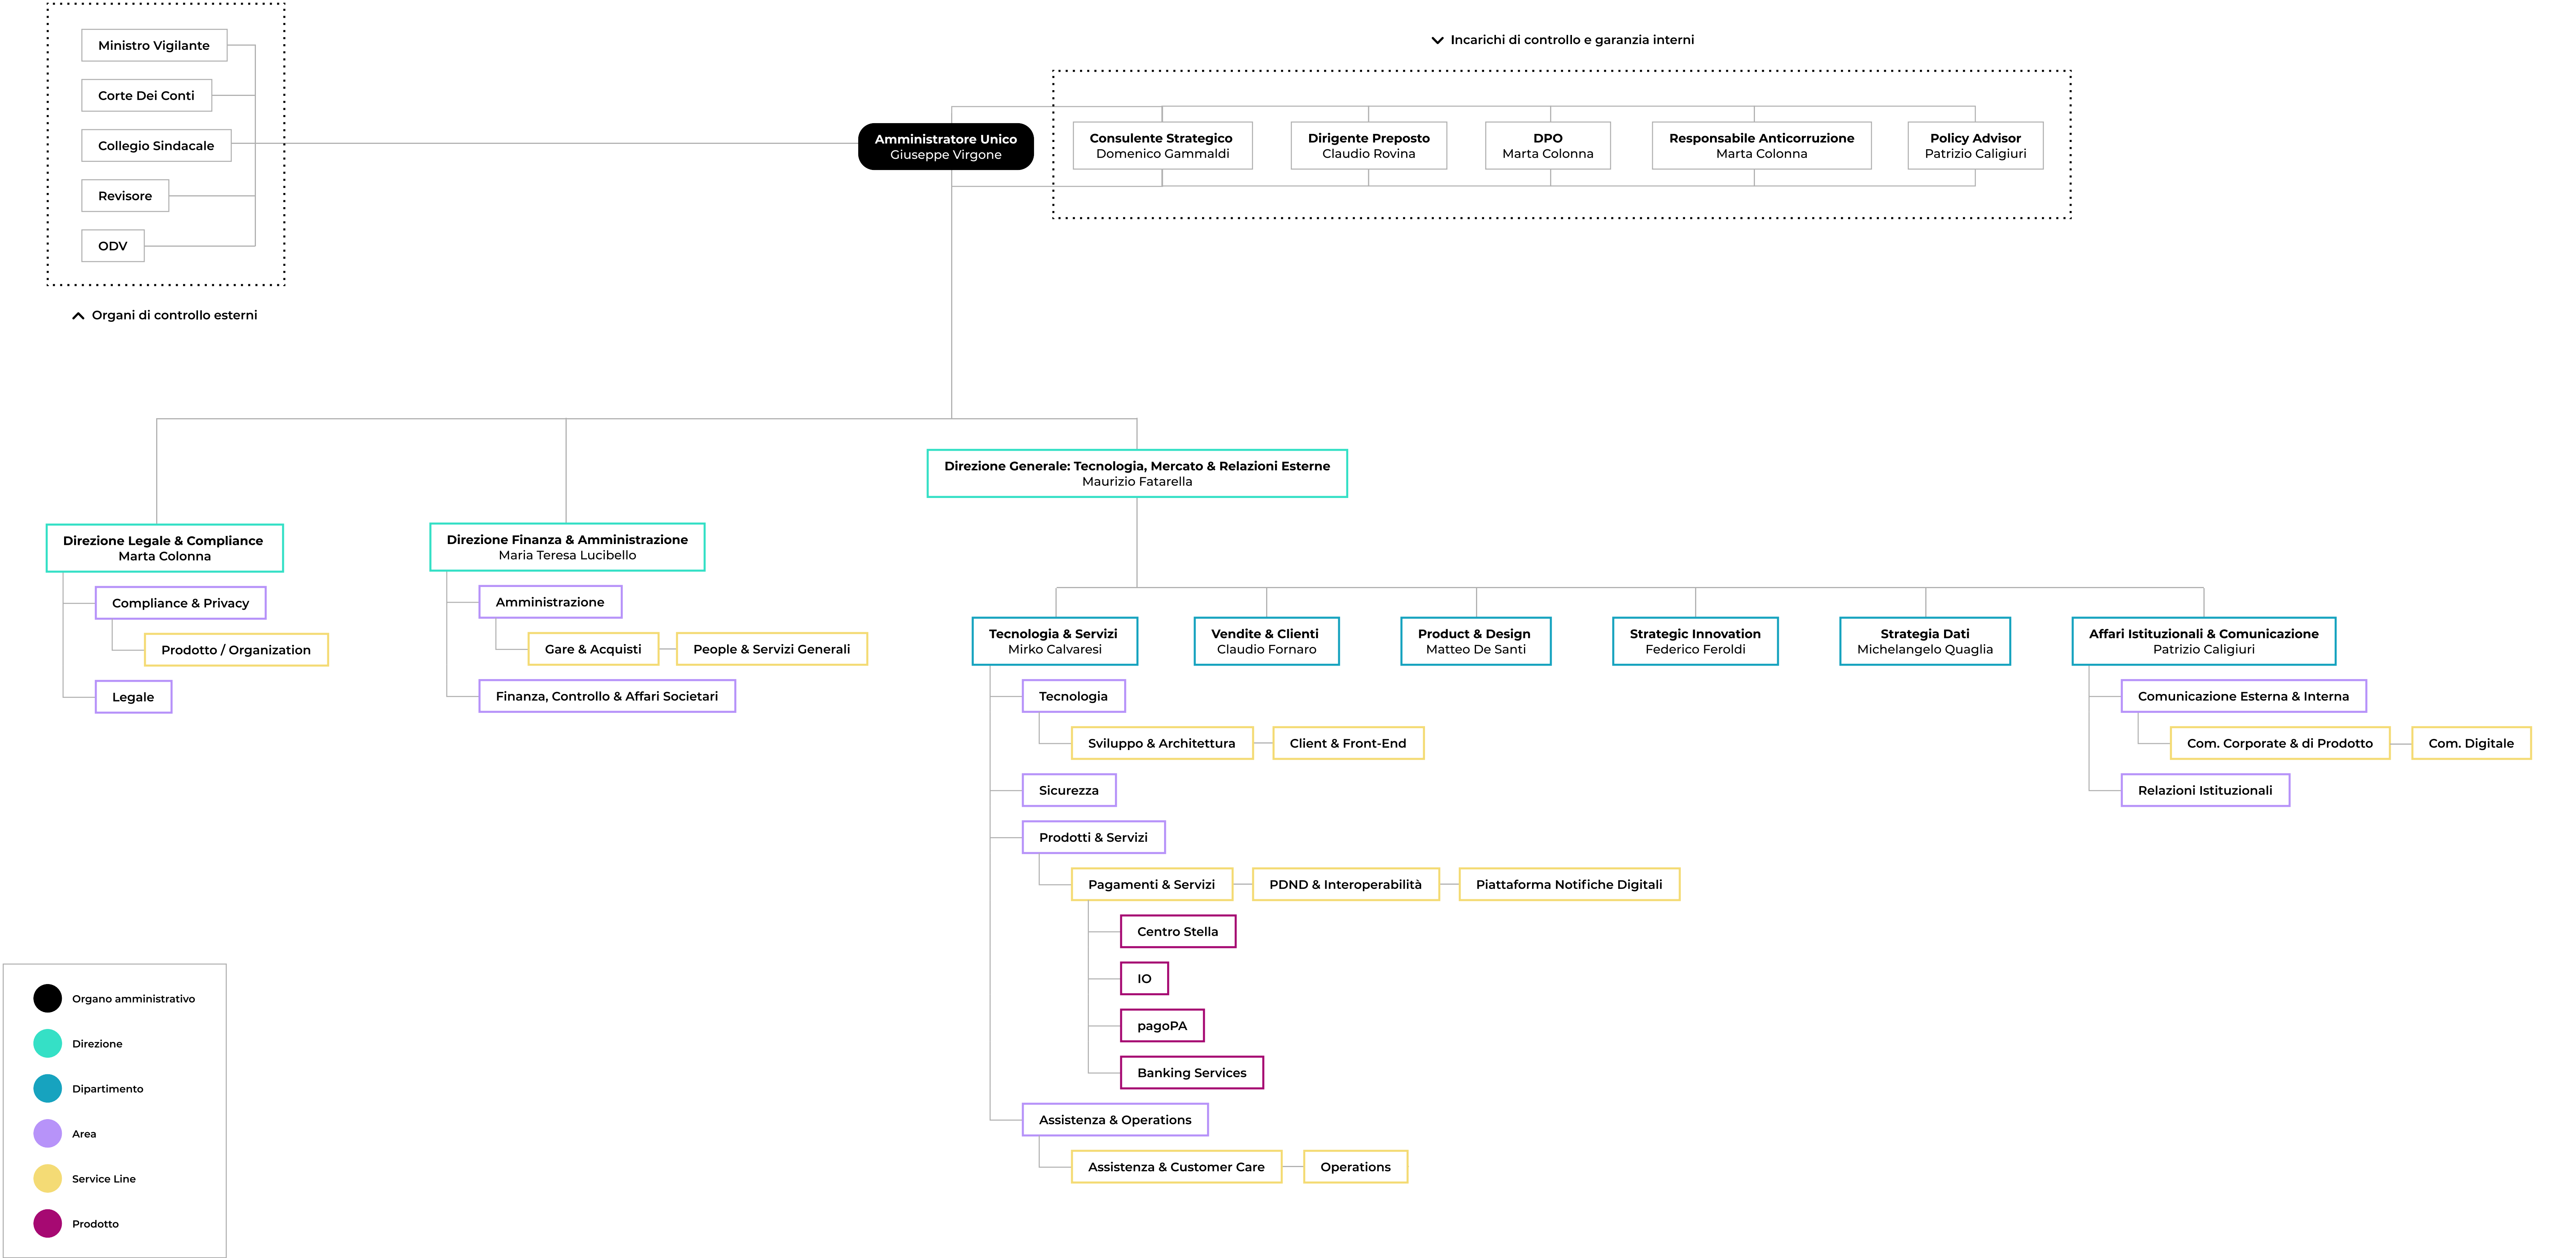 Ministro Vigilante
Corte Dei Conti
Collegio Sindacale
Revisore
ODV
Organi di controllo esterni
Incarichi di controllo e garanzia interni
Amministratore Unico
Giuseppe Virgone
Consulente Strategico
Domenico Gammaldi
Dirigente Preposto
Claudio Rovina
DPO
Marta Colonna
Responsabile Anticorruzione
Marta Colonna
Policy Advisor
Patrizio Caligiuri
Direzione Generale: Tecnologia, Mercato & Relazioni Esterne
Maurizio Fatarella
Direzione Legale & Compliance
Marta Colonna
Compliance & Privacy
Prodotto / Organization
Legale
Direzione Finanza & Amministrazione
Maria Teresa Lucibello
Amministrazione
Gare & Acquisti
People & Servizi Generali
Finanza, Controllo & Affari Societari
Tecnologia & Servizi
Mirko Calvaresi
Vendite & Clienti
Claudio Fornaro
Product & Design
Matteo De Santi
Strategic Innovation
Federico Feroldi
Strategia Dati
Michelangelo Quaglia
Affari Istituzionali & Comunicazione
Patrizio Caligiuri
Tecnologia
Sviluppo & Architettura
Client & Front-End
Sicurezza
Prodotti & Servizi
Pagamenti & Servizi
PDND & Interoperabilità
Piattaforma Notifiche Digitali
Centro Stella
IO
pagoPA
Banking Services
Assistenza & Operations
Assistenza & Customer Care
Operations
Comunicazione Esterna & Interna
Com. Corporate & di Prodotto
Com. Digitale
Relazioni Istituzionali
Organo amministrativo
Direzione
Dipartimento
Area
Service Line
Prodotto